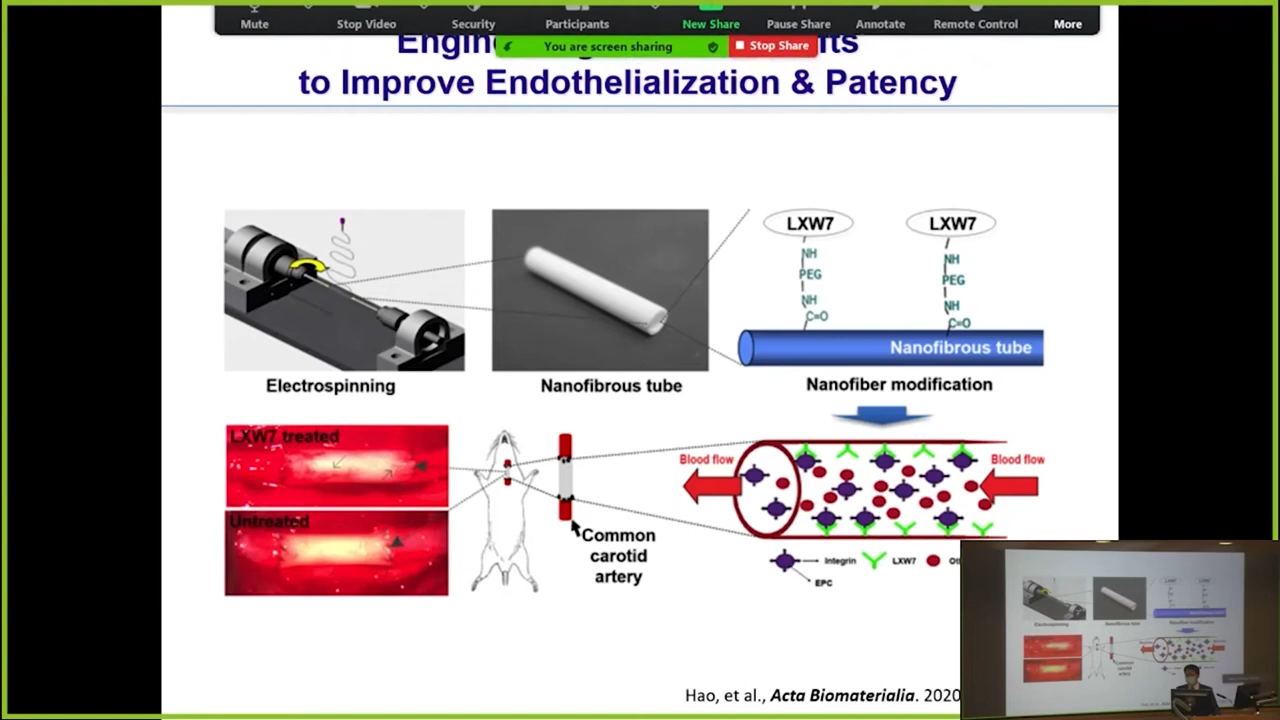 Mute
Stop Video
Security
Participants
New Share
Pause Share
Annotate
Remote Control
More
You are screen sharing
Stop Share
to Improve Endothelialization & Patency
LXW7
LXW7
NH
NH
PEG
PEG
NH
NH
C=O
C=O
Nanofibrous tube
Electrospinning
Nanofibrous tube
Nanofiber modification
LXW7 treated
Untreated
Common
carotid
artery
Blood flow
Blood flow
Integrin
LXW7
EPC
Hao, et al., Acta Biomaterialia. 2020